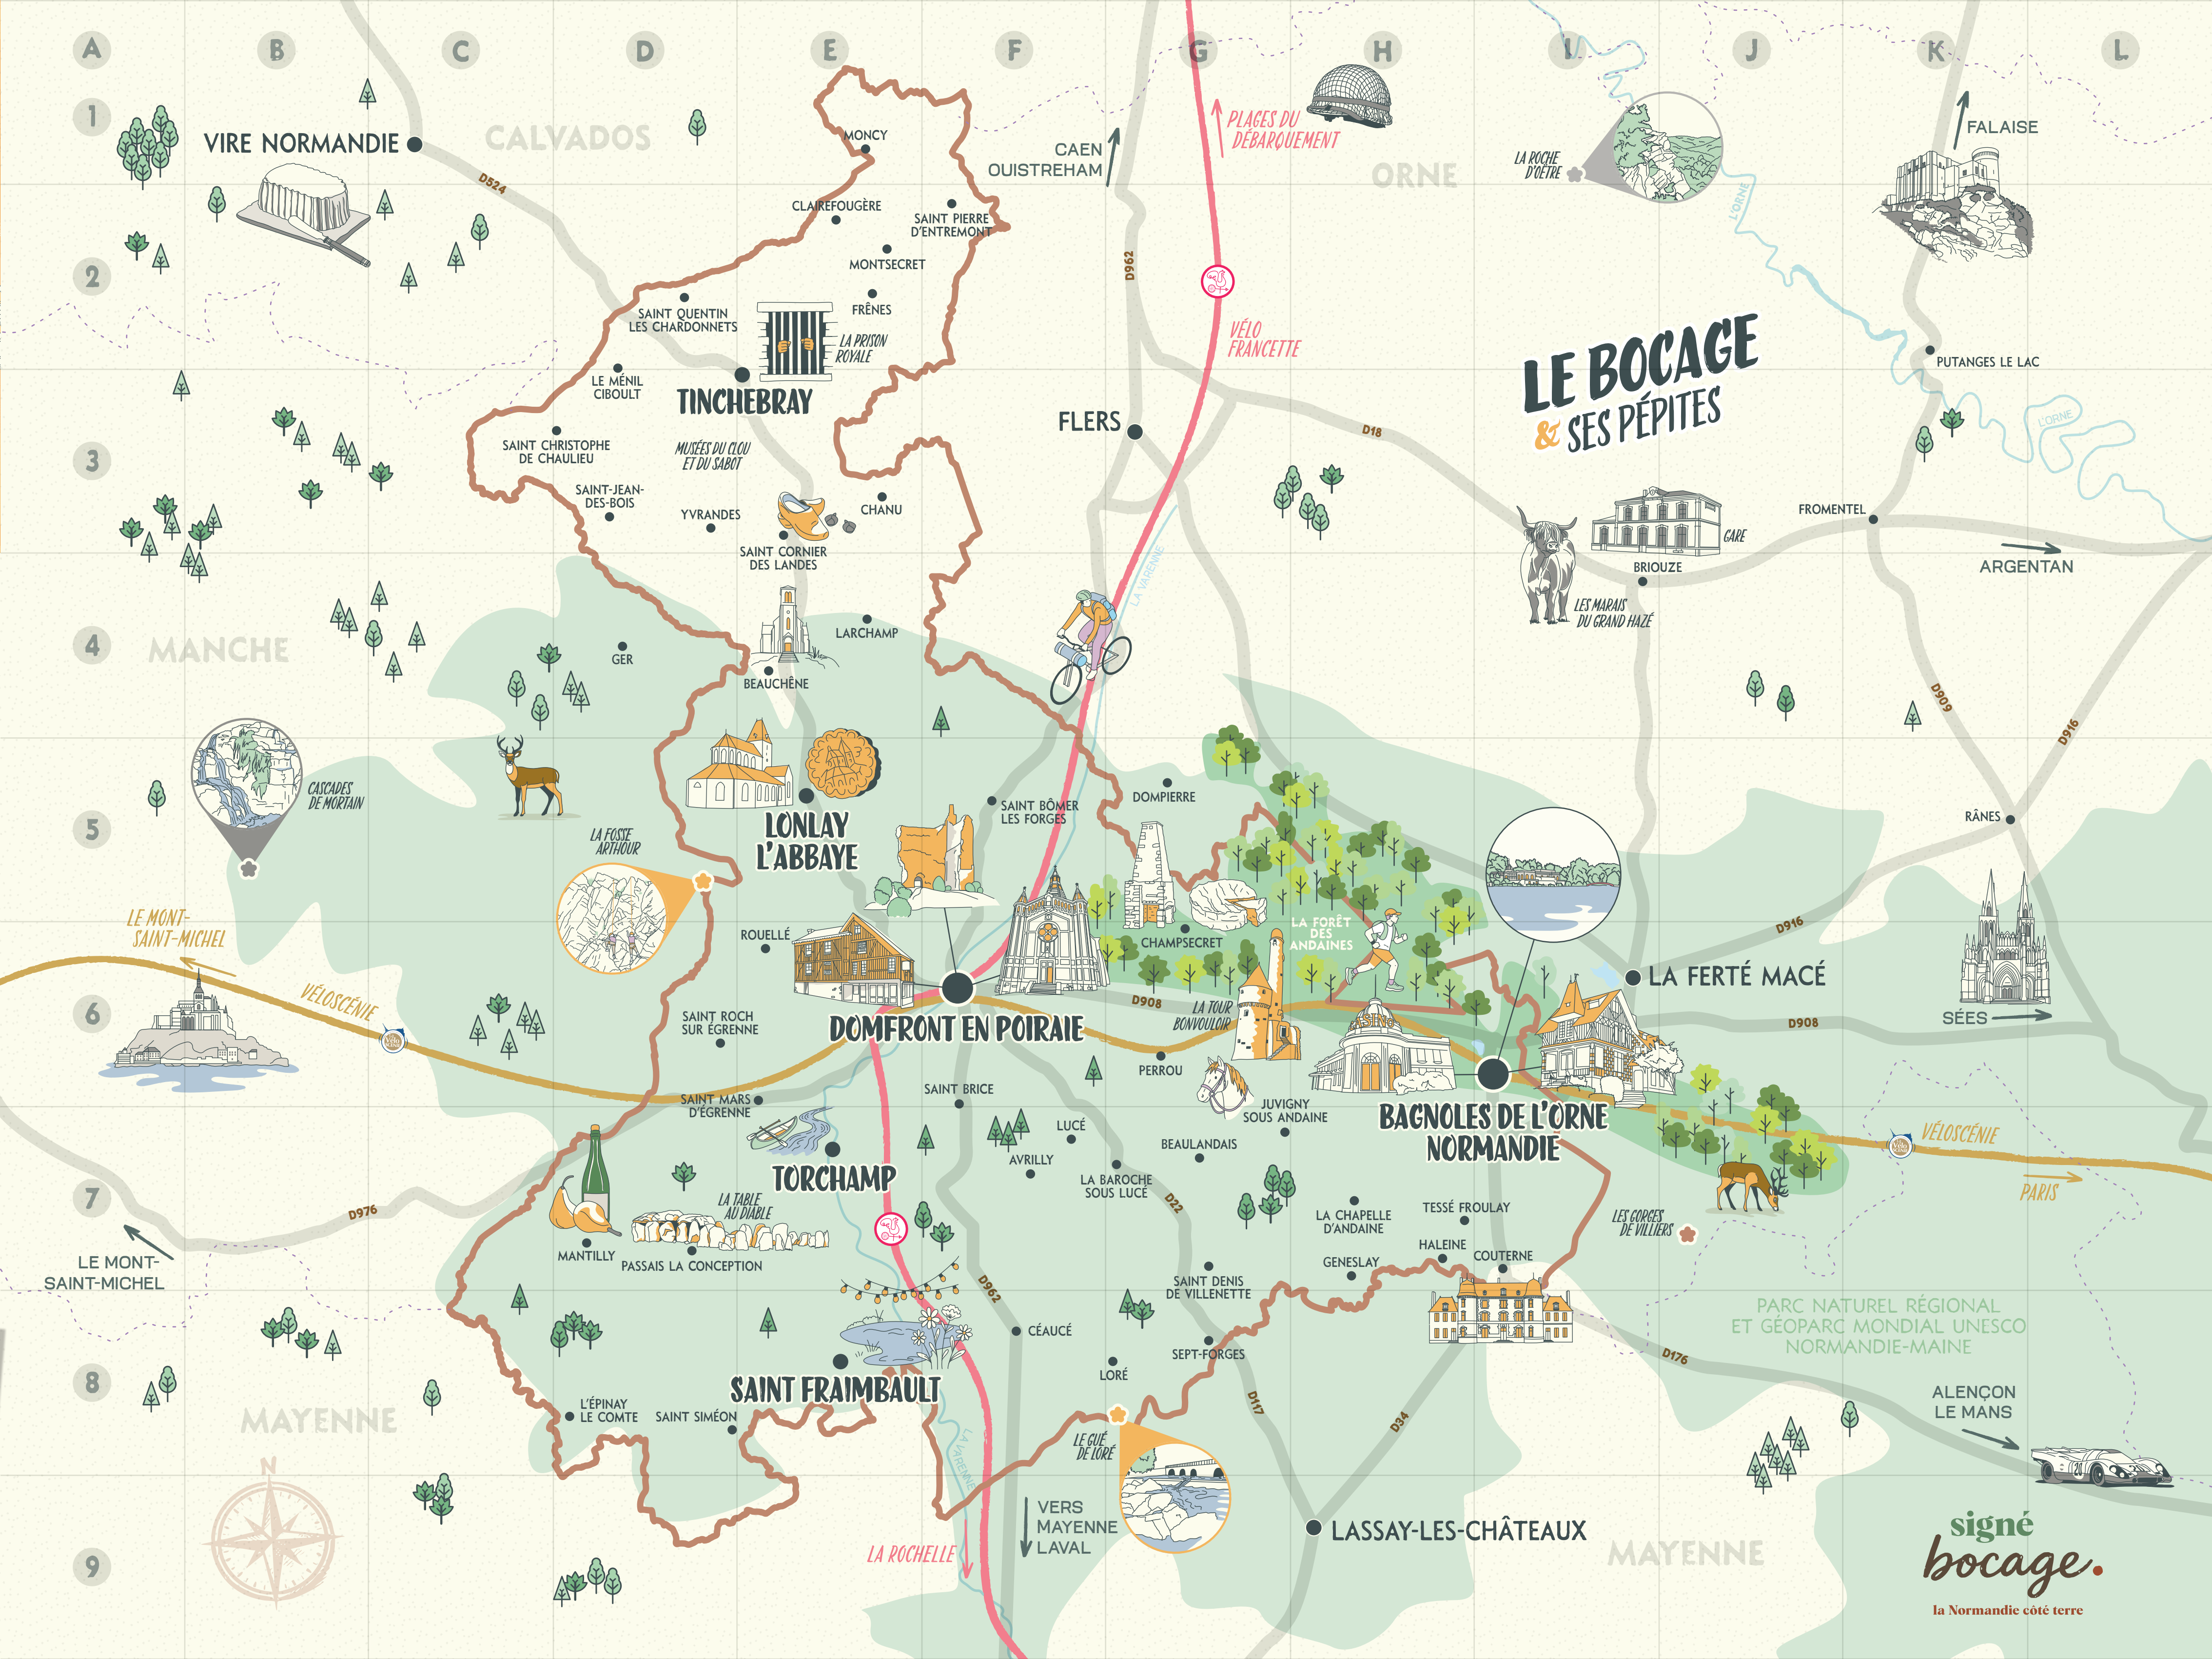 A
B
C
D
E
F
G
H
I
J
K
L
1
2
3
4
5
6
7
8
9
VIRE NORMANDIE
CALVADOS
D524
MONCY
CLAIREFOUGÈRE
SAINT PIERRE
D'ENTREMONT
MONTSECRET
FRÊNES
SAINT QUENTIN
LES CHARDONNETS
LA PRISON
ROYALE
LE MÉNIL
CIBOULT
TINCHEBRAY
SAINT CHRISTOPHE
DE CHAULIEU
MUSÉES DU CLOU
ET DU SABOT
SAINT-JEAN-
DES-BOIS
YVRANDES
CHANU
SAINT CORNIER
DES LANDES
CAEN
OUISTREHAM
PLAGES DU
DÉBARQUEMENT
ORNE
LA ROCHE
D'OËTRE
L'ORNE
FALAISE
D962
VÉLO
FRANCETTE
LE BOCAGE
& SES PÉPITES
PUTANGES LE LAC
L'ORNE
FLERS
D18
FROMENTEL
GARE
BRIOUZE
ARGENTAN
LES MARAIS
DU GRAND HAZÉ
LA VARENNE
MANCHE
GER
LARCHAMP
BEAUCHÊNE
D909
D916
CASCADES
DE MORTAIN
LA FOSSE
ARTHOUR
LONLAY
L'ABBAYE
SAINT BÔMER
LES FORGES
DOMPIERRE
RÂNES
LE MONT-
SAINT-MICHEL
VÉLOSCÉNIE
ROUELLÉ
CHAMPSECRET
LA FORÊT
DES
ANDAINES
D916
LA FERTÉ MACÉ
SAINT ROCH
SUR ÉGRENNE
DOMFRONT EN POIRAIE
D908
LA TOUR
BONVOULOIR
CASINO
D908
SÉES
PERROU
SAINT MARS
D'ÉGRENNE
SAINT BRICE
JUVIGNY
SOUS ANDAINE
BAGNOLES DE L'ORNE
NORMANDIE
VÉLOSCÉNIE
PARIS
LUCÉ
BEAULANDAIS
AVRILLY
LA BAROCHE
SOUS LUCÉ
TORCHAMP
LA TABLE
AU DIABLE
D22
D976
LE MONT-
SAINT-MICHEL
MANTILLY
PASSAIS LA CONCEPTION
LA CHAPELLE
D'ANDAINE
TESSÉ FROULAY
LES GORGES
DE VILLIERS
HALEINE
COUTERNE
GENESLAY
SAINT DENIS
DE VILLENETTE
D962
CÉAUCÉ
SEPT-FORGES
LORÉ
PARC NATUREL RÉGIONAL
ET GÉOPARC MONDIAL UNESCO
NORMANDIE-MAINE
D176
SAINT FRAIMBAULT
L'ÉPINAY
LE COMTE
SAINT SIMÉON
MAYENNE
D117
D34
ALENÇON
LE MANS
20
LE GUÉ
DE LORÉ
LA VARENNE
N
VERS
MAYENNE
LAVAL
LA ROCHELLE
LASSAY-LES-CHÂTEAUX
MAYENNE
signé
bocage.
la Normandie côté terre